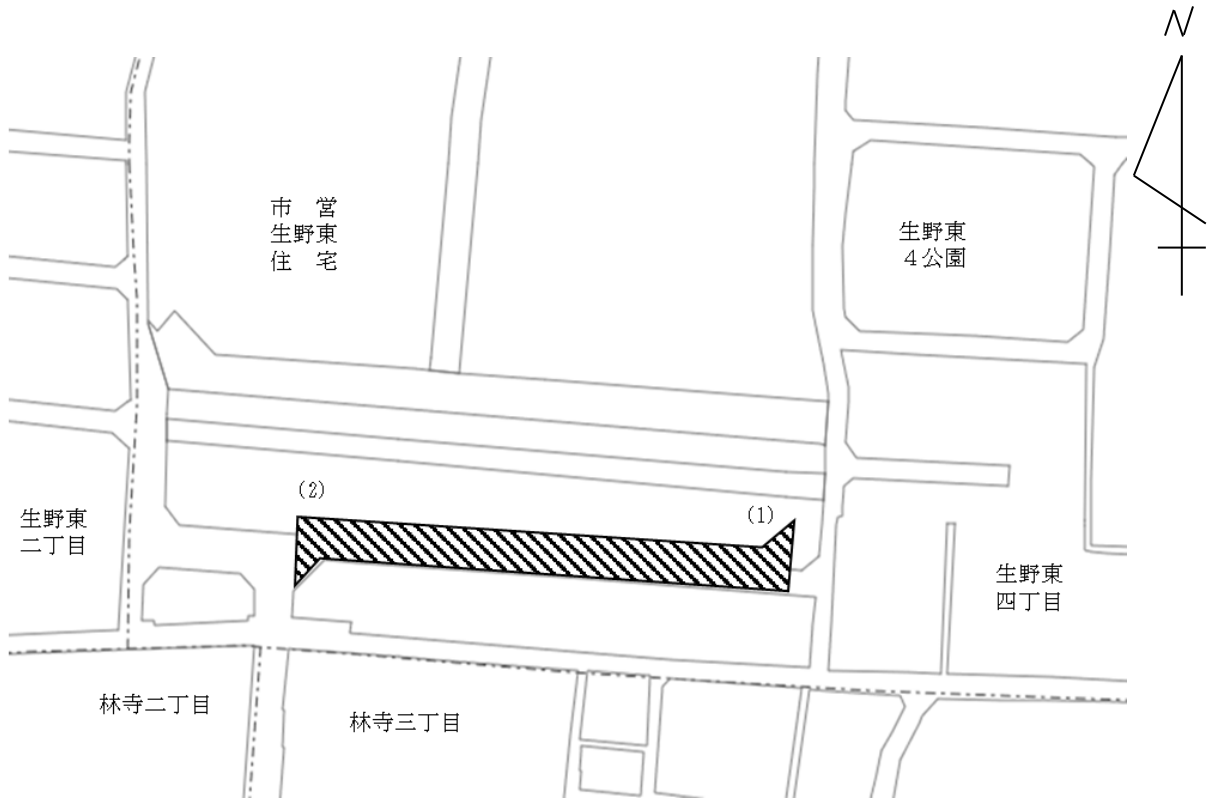 N
市　営
生野東
住　宅
生野東
４公園
(2)
(1)
生野東
二丁目
生野東
四丁目
林寺二丁目
林寺三丁目